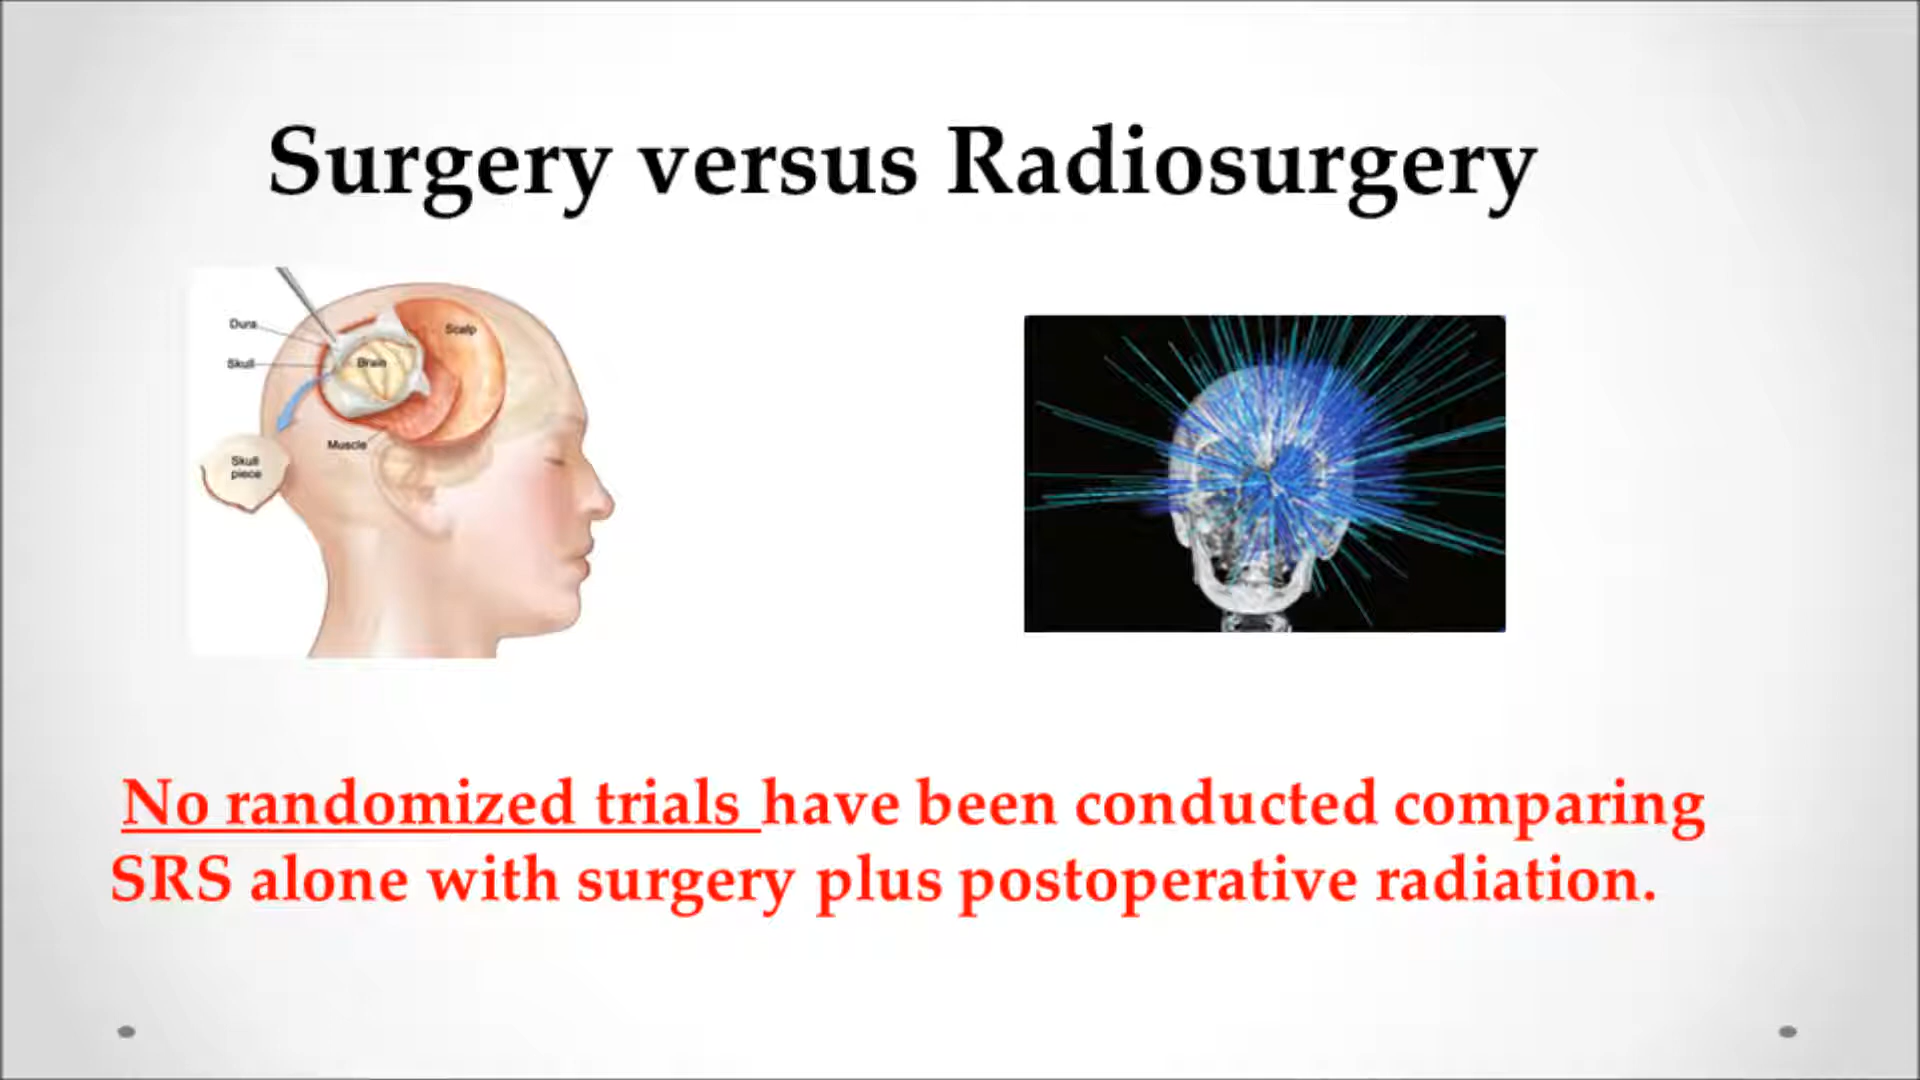 Surgery versus Radiosurgery
Dura
Scalp
Skull
Brain
Muscle
Skull
piece
No randomized trials have been conducted comparing
SRS alone with surgery plus postoperative radiation.